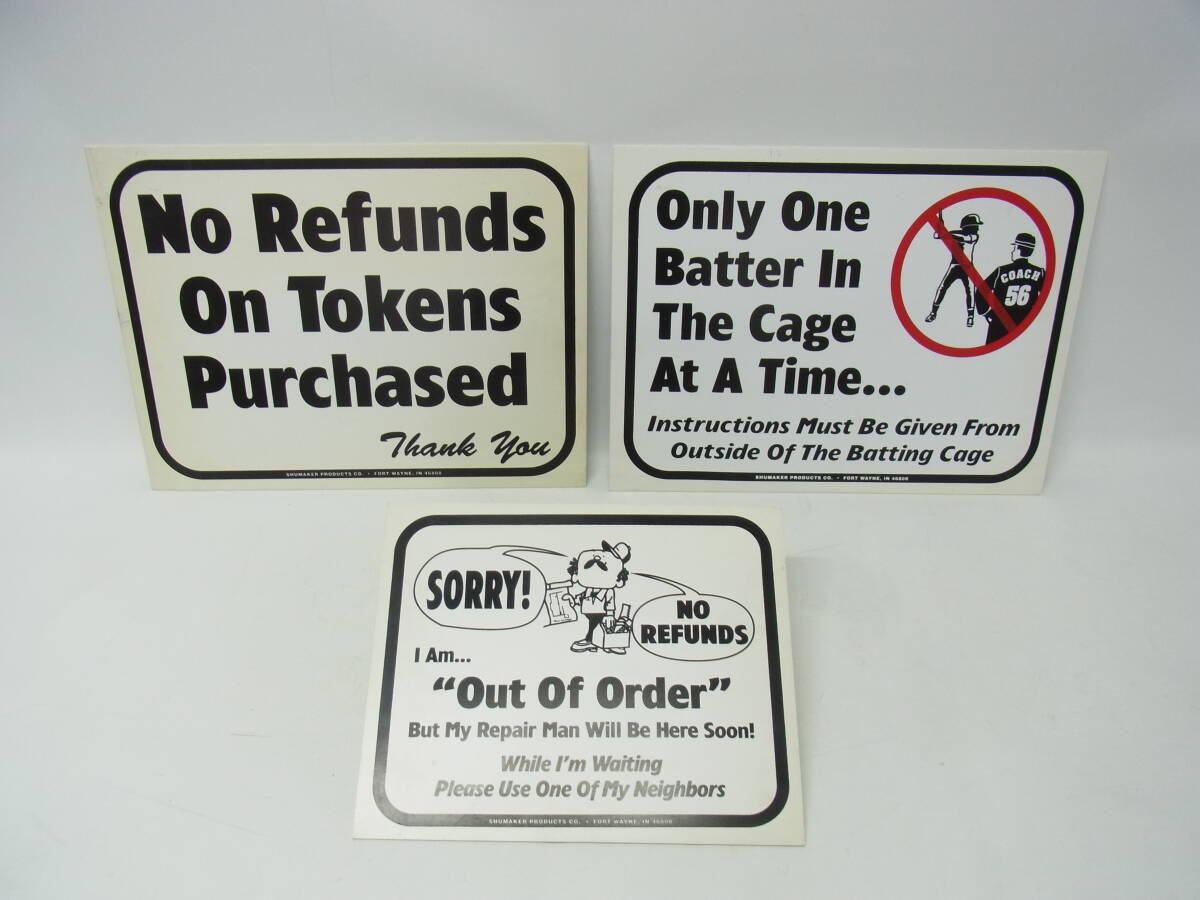 No Refunds
On Tokens
Purchased
Thank You
SHUMAKER PRODUCTS CO. • FORT WAYNE, IN 46808
Only One
Batter In
The Cage
At A Time...
COACH
56
Instructions Must Be Given From
Outside Of The Batting Cage
SHUMAKER PRODUCTS CO. • FORT WAYNE, IN 46808
SORRY!
NO
REFUNDS
I Am...
“Out Of Order”
But My Repair Man Will Be Here Soon!
While I'm Waiting
Please Use One Of My Neighbors
SHUMAKER PRODUCTS CO. • FORT WAYNE, IN 46808